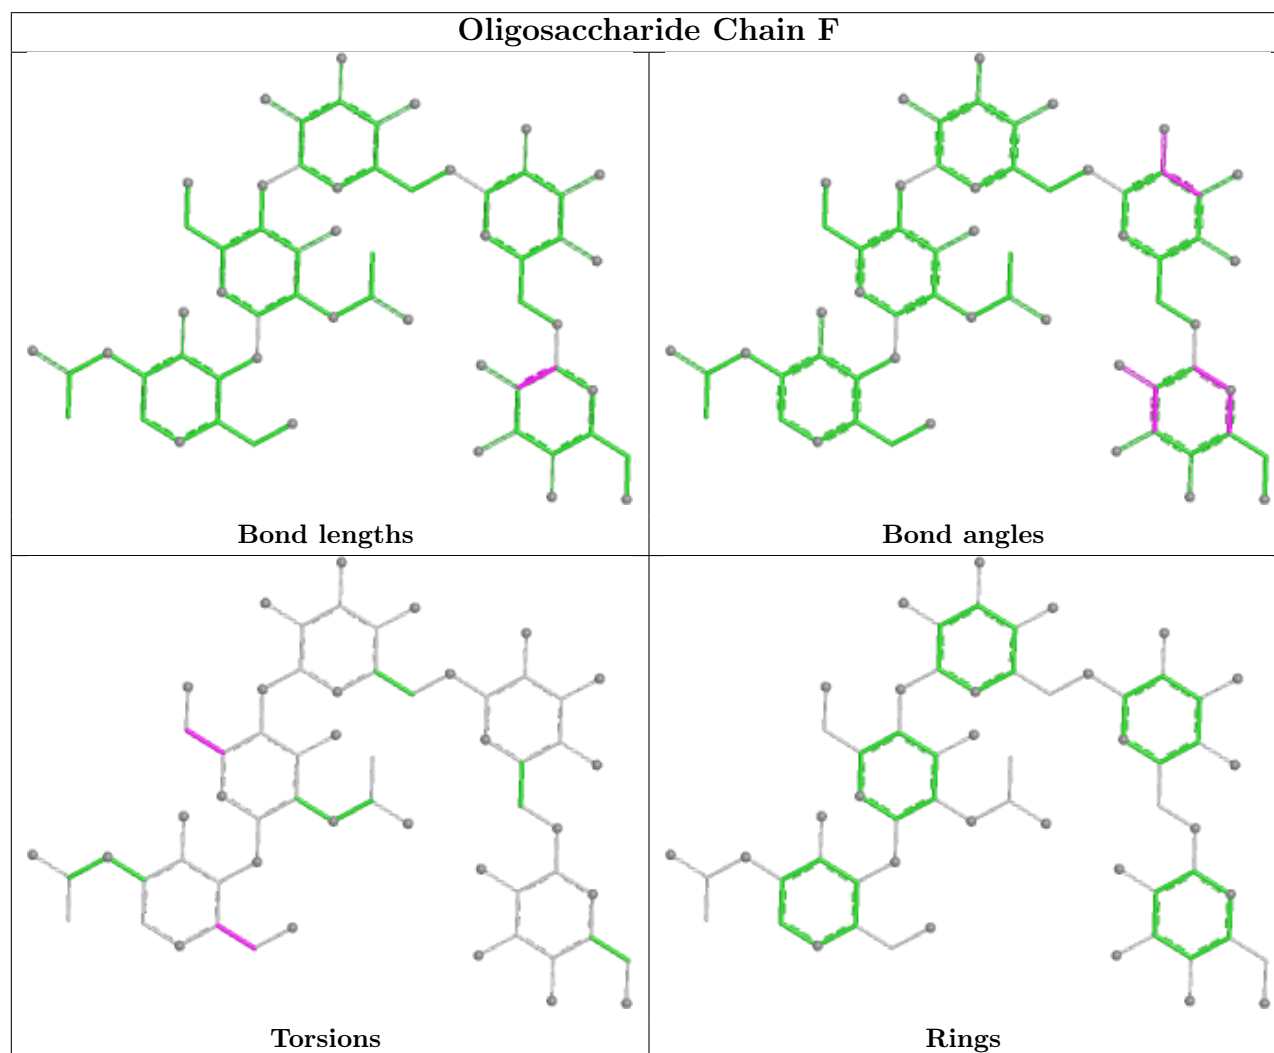 Oligosaccharide Chain F
Bond lengths
Bond angles
Torsions
Rings